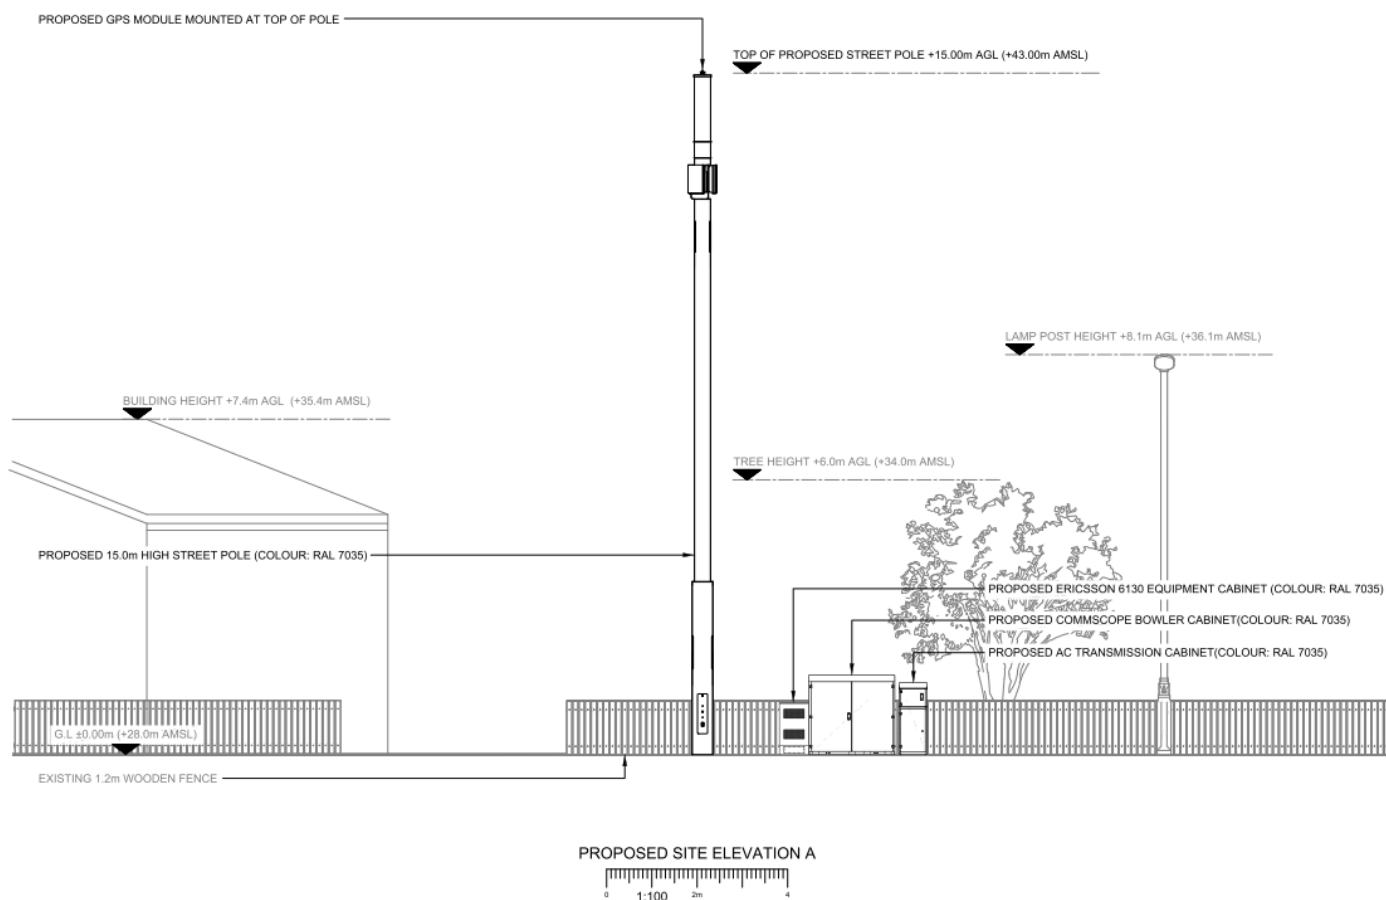 PROPOSED GPS MODULE MOUNTED AT TOP OF POLE
TOP OF PROPOSED STREET POLE +15.00m AGL (+43.00m AMSL)
LAMP POST HEIGHT +8.1m AGL (+36.1m AMSL)
BUILDING HEIGHT +7.4m AGL (+35.4m AMSL)
TREE HEIGHT +6.0m AGL (+34.0m AMSL)
PROPOSED 15.0m HIGH STREET POLE (COLOUR: RAL 7035)
PROPOSED ERICSSON 6130 EQUIPMENT CABINET (COLOUR: RAL 7035)
PROPOSED COMMSCOPE BOWLER CABINET(COLOUR: RAL 7035)
PROPOSED AC TRANSMISSION CABINET(COLOUR: RAL 7035)
G.L ±0.00m (+28.0m AMSL)
EXISTING 1.2m WOODEN FENCE
PROPOSED SITE ELEVATION A
0 1:100 2m 4